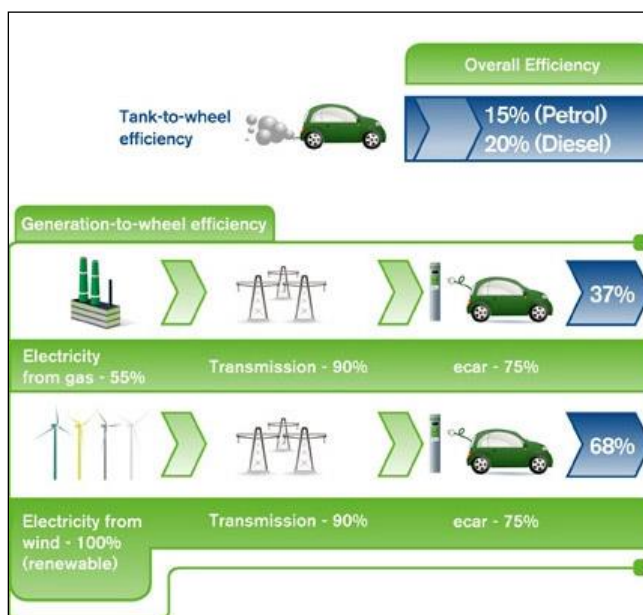 Overall Efficiency
Tank-to-wheel
efficiency
15% (Petrol)
20% (Diesel)
Generation-to-wheel efficiency
37%
Electricity
from gas - 55%
Transmission - 90%
ecar - 75%
68%
Electricity from
wind - 100%
(renewable)
Transmission - 90%
ecar - 75%